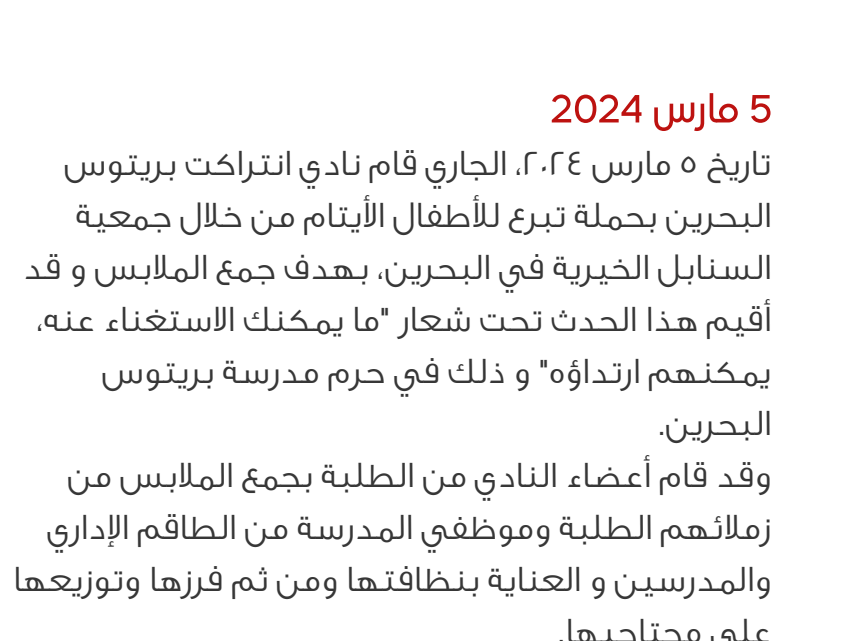 5 مارس 2024
تاريخ ٥ مارس ٢٠٢٤، الجاري قام نادي انتراكت بريتوس
البحرين بحملة تبرع للأطفال الأيتام من خلال جمعية
السنابل الخيرية في البحرين، بهدف جمع الملابس و قد
أقيم هذا الحدث تحت شعار "ما يمكنك الاستغناء عنه،
يمكنهم ارتداؤه" و ذلك في حرم مدرسة بريتوس
البحرين.
وقد قام أعضاء النادي من الطلبة بجمع الملابس من
زملائهم الطلبة وموظفي المدرسة من الطاقم الإداري
والمدرسين و العناية بنظافتها ومن ثم فرزها وتوزيعها
على محتاجيها.